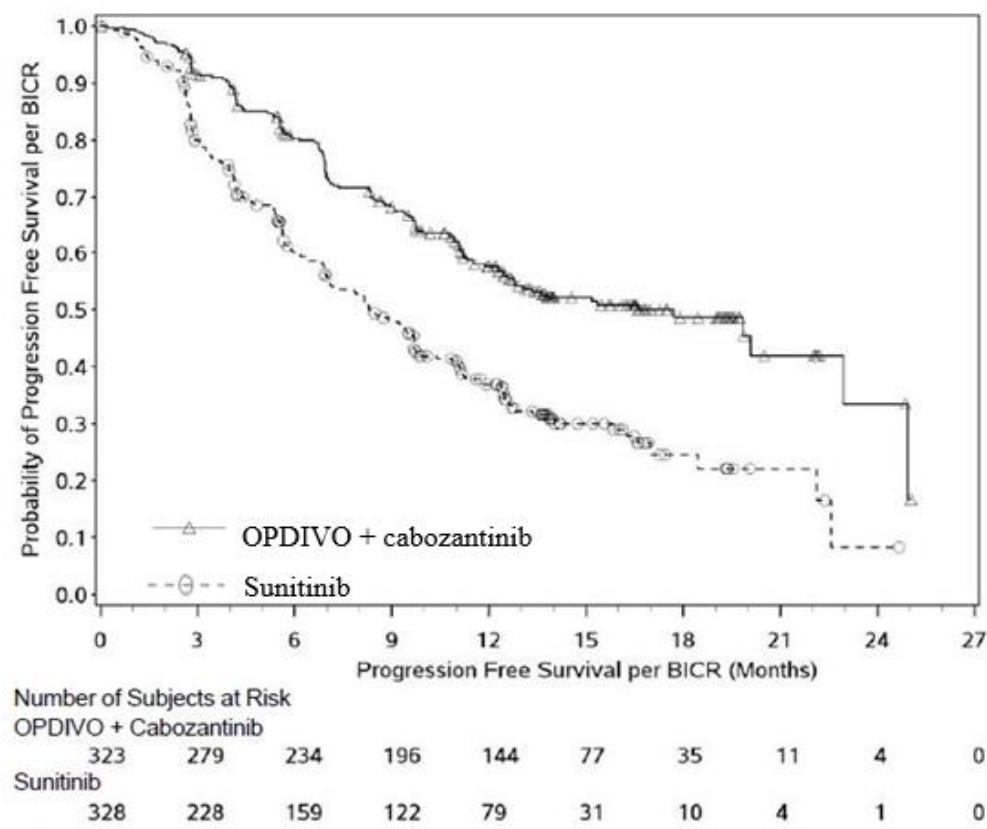 Probability of Progression Free Survival per BICR
1.0
0.9
0.8
0.7
0.6
0.5
0.4
0.3
0.2
0.1
0.0
OPDIVO + cabozantinib
Sunitinib
0 3 6 9 12 15 18 21 24 27
Progression Free Survival per BICR (Months)
Number of Subjects at Risk
OPDIVO + Cabozantinib
323 279 234 196 144 77 35 11 4 0
Sunitinib
328 228 159 122 79 31 10 4 1 0